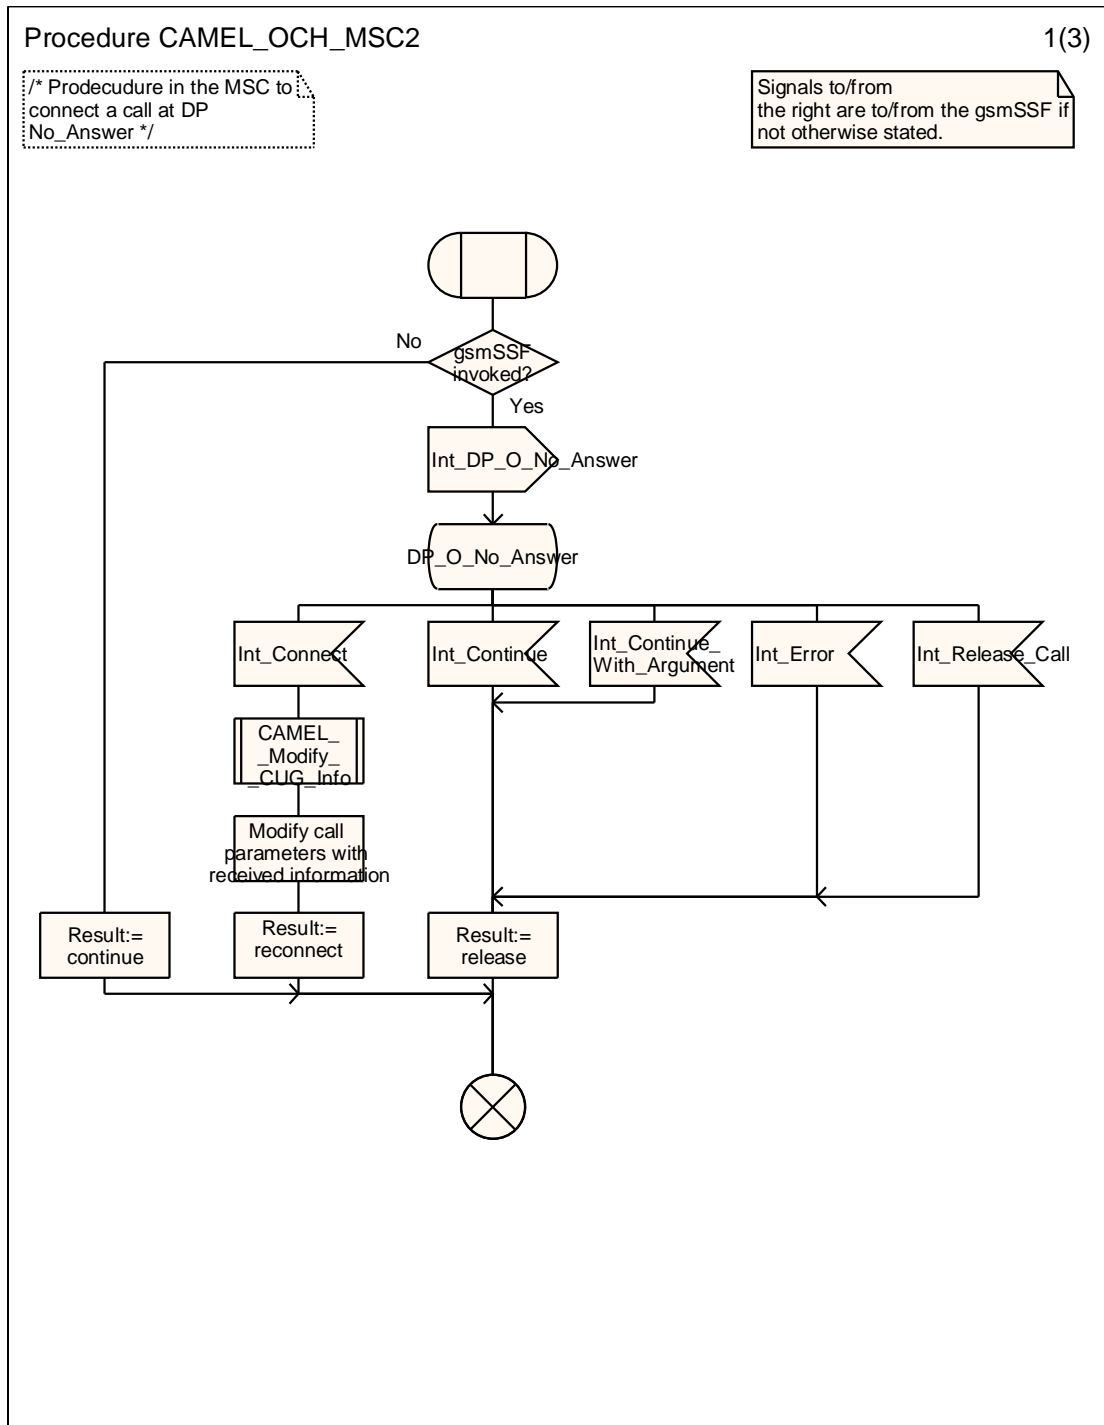 Procedure CAMEL_OCH_MSC2
1(3)
/* Prodecudure in the MSC to
connect a call at DP
No_Answer */
Signals to/from
the right are to/from the gsmSSF if
not otherwise stated.
No
gsmSSF
invoked?
Yes
Int_DP_O_No_Answer
DP_O_No_Answer
Int_Connect
Int_Continue
Int_Continue_
With_Argument
Int_Error
Int_Release_Call
CAMEL_
_Modify_
_CUG_Info
Modify call
parameters with
received information
Result:=
continue
Result:=
reconnect
Result:=
release